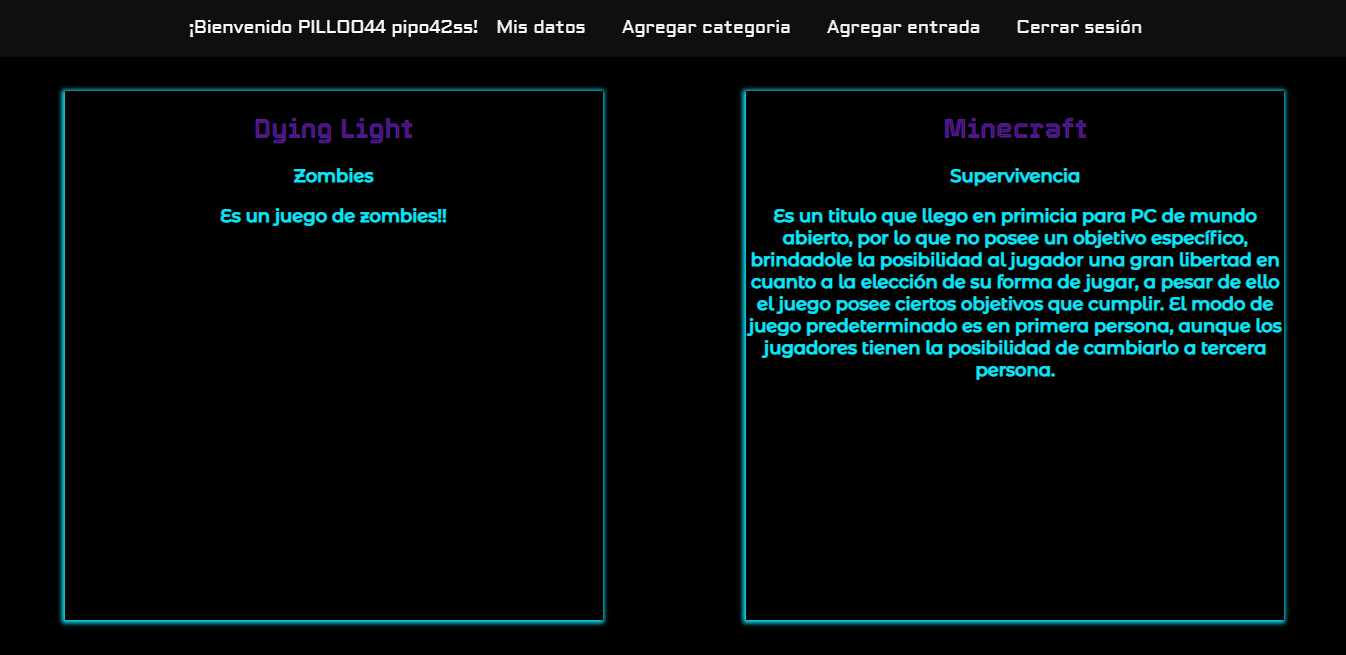 ¡Bienvenido PILLOO44 pipo42ss! Mis datos Agregar categoria Agregar entrada Cerrar sesión
Dying Light
Zombies
Es un juego de zombies!!
Minecraft
Supervivencia
Es un titulo que llego en primicia para PC de mundo
abierto, por lo que no posee un objetivo específico,
brindadole la posibilidad al jugador una gran libertad en
cuanto a la elección de su forma de jugar, a pesar de ello
el juego posee ciertos objetivos que cumplir. El modo de
juego predeterminado es en primera persona, aunque los
jugadores tienen la posibilidad de cambiarlo a tercera
persona.